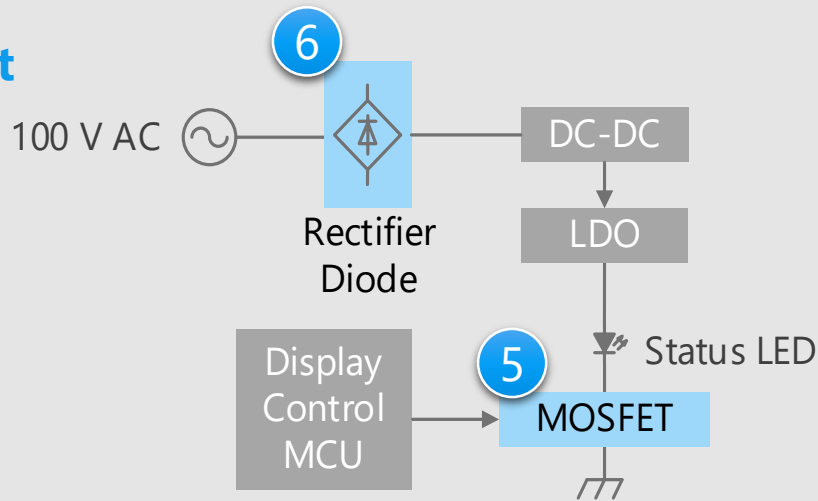 t
6
100 V AC
DC-DC
Rectifier
Diode
LDO
Display
Control
MCU
5
Status LED
MOSFET